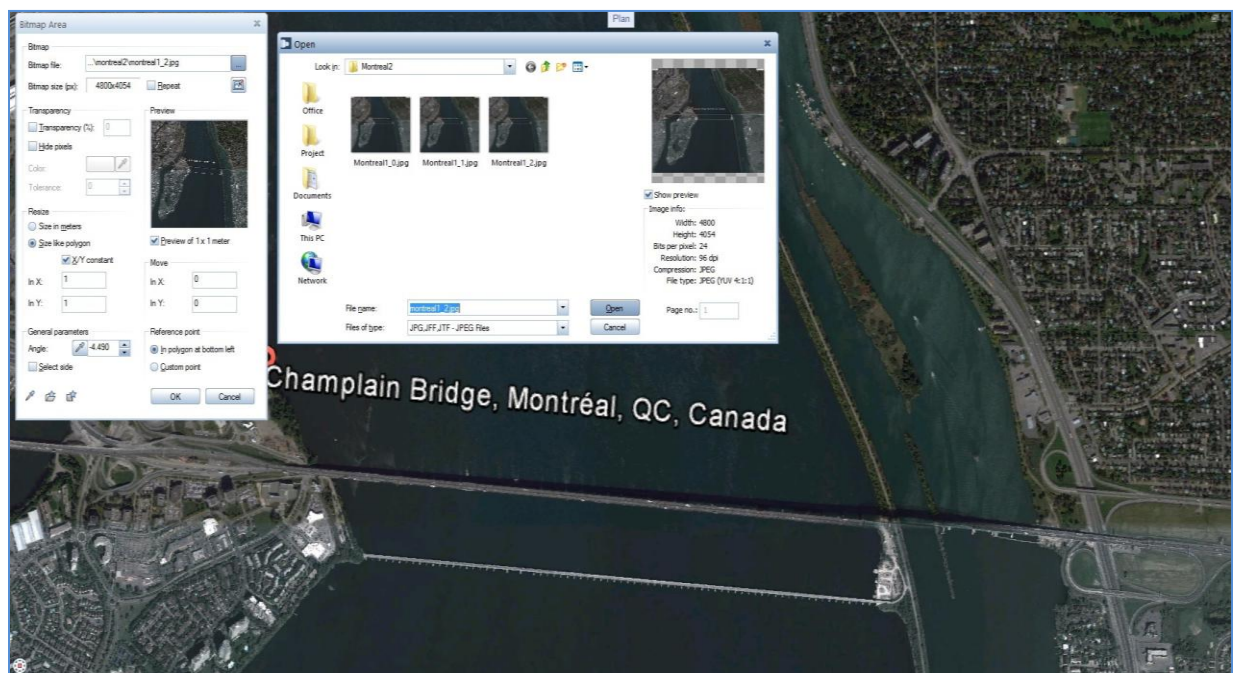 Plan
Bitmap Area
Bitmap
Bitmap file: ...\montreal2\montreal1_2.jpg ...
Bitmap size (px): 4800x4054 Repeat
Transparency
Transparency (%): 0
Hide pixels
Color:
Tolerance: 0
Preview
Resize
Size in meters
Size like polygon
X/Y constant
In X: 1
In Y: 1
Preview of 1 x 1 meter
Move
In X: 0
In Y: 0
General parameters
Angle: -4.490
Select side
Reference point
In polygon at bottom left
Custom point
OK Cancel
Open
Look in: Montreal2
Office
Project
Documents
This PC
Network
Montreal1_0.jpg Montreal1_1.jpg Montreal1_2.jpg
File name: montreal1_2.jpg Open
Files of type: JPG,JFF,JTF - JPEG Files Cancel
Show preview
Image info:
Width: 4800
Height: 4054
Bits per pixel: 24
Resolution: 96 dpi
Compression: JPEG
File type: JPEG (YUV 4:1:1)
Page no.: 1
Champlain Bridge, Montréal, QC, Canada